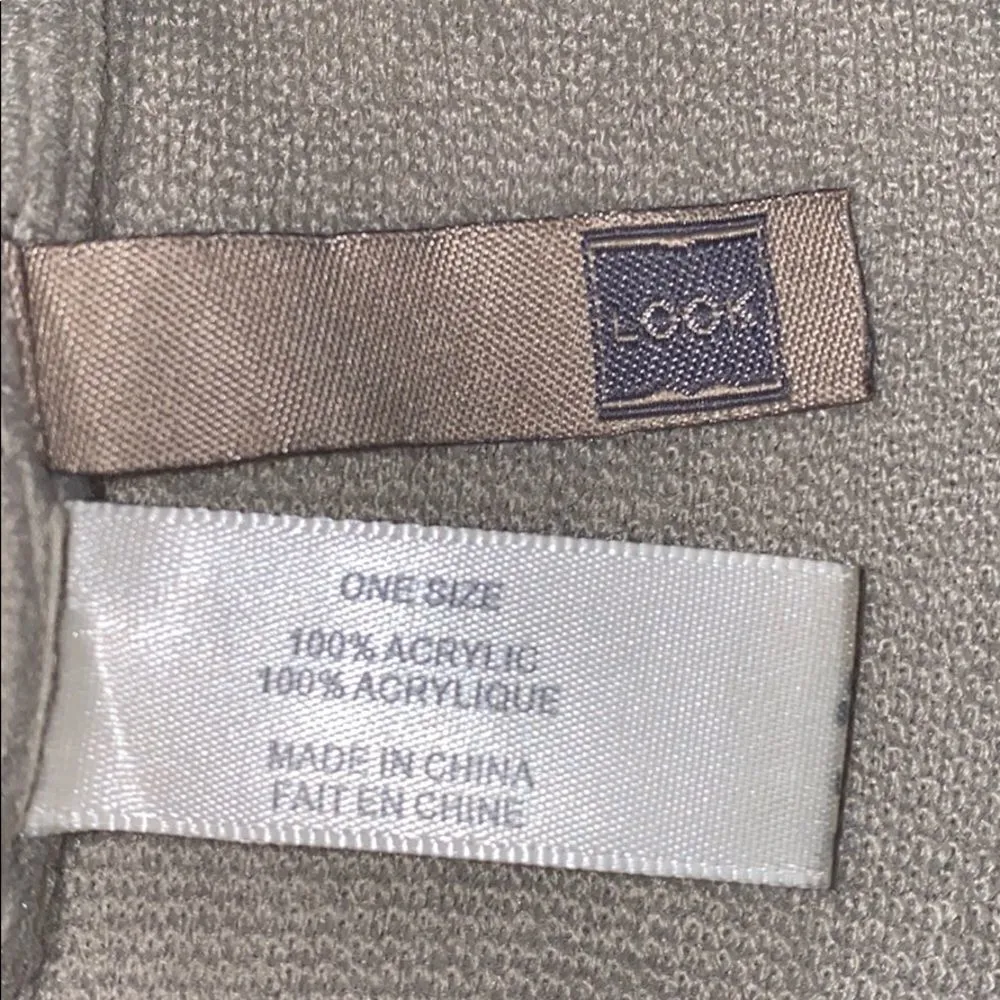 LOOK
ONE SIZE
100% ACRYLIC
100% ACRYLIQUE
MADE IN CHINA
FAIT EN CHINE